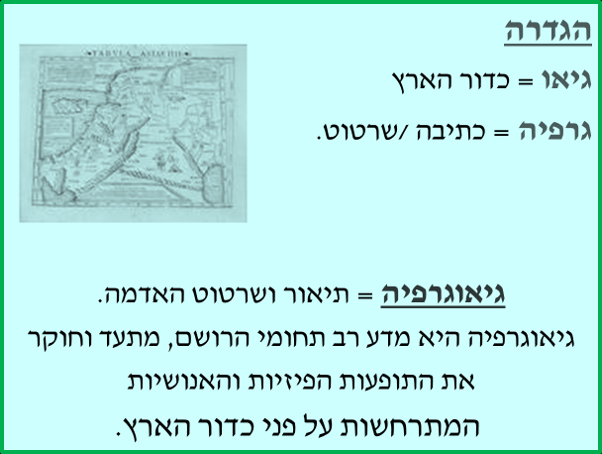 הגדרה
גיאו = כדור הארץ
גרפיה = כתיבה /שרטוט.
TABVLA ASIAE IIII
גיאוגרפיה = תיאור ושרטוט האדמה.
גיאוגרפיה היא מדע רב תחומי הרושם, מתעד וחוקר
את התופעות הפיזיות והאנושיות
המתרחשות על פני כדור הארץ.